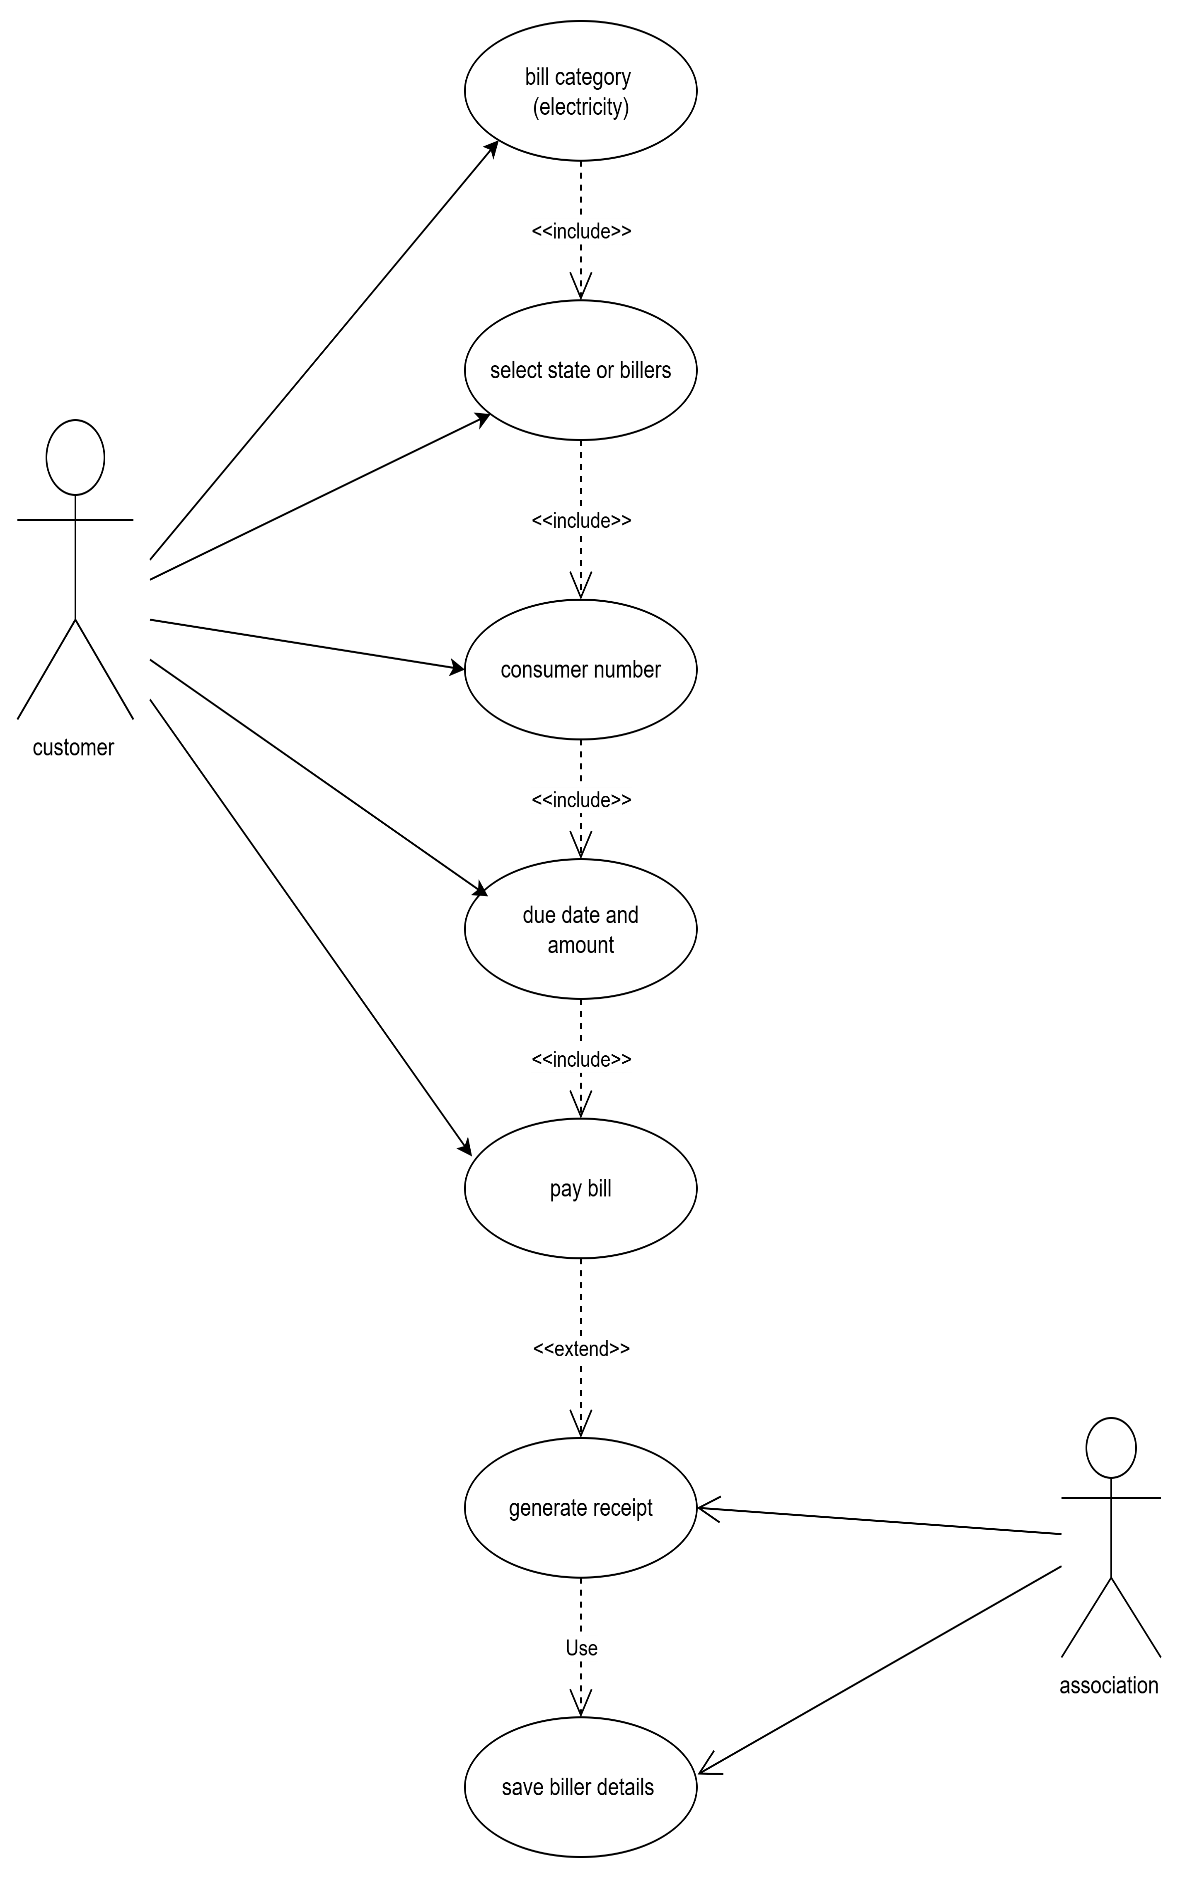 bill category
(electricity)
<<include>>
select state or billers
<<include>>
consumer number
customer
<<include>>
due date and
amount
<<include>>
pay bill
<<extend>>
generate receipt
Use
association
save biller details